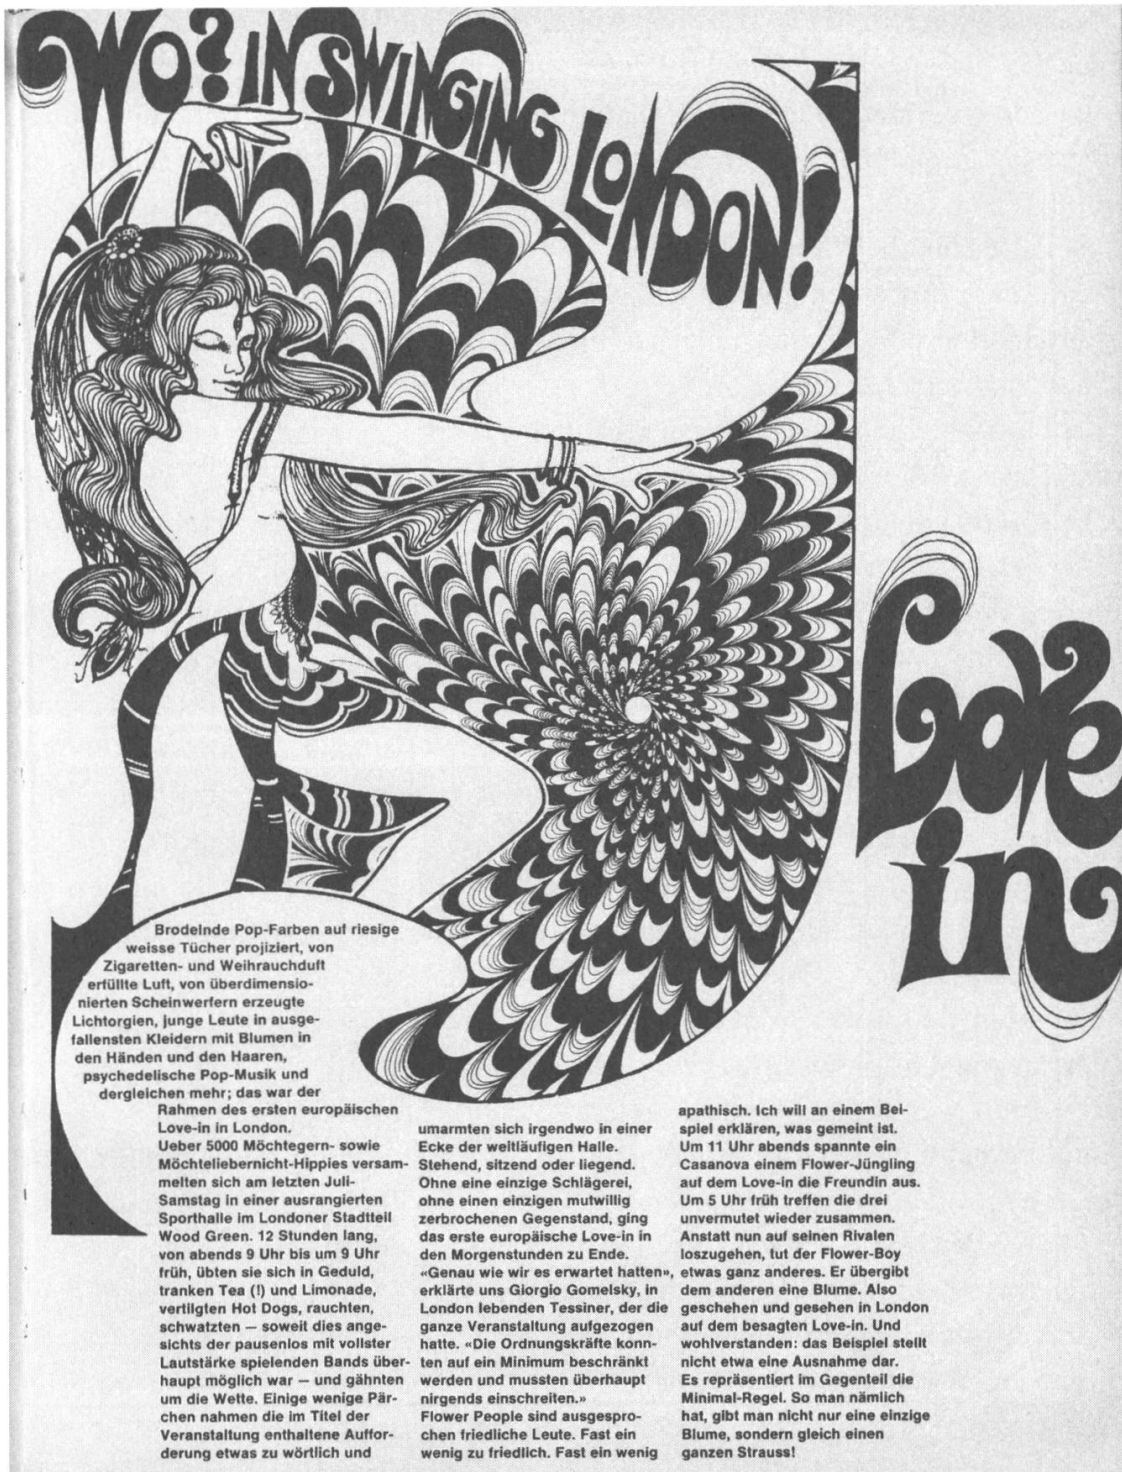 WO? IN SWINGING LONDON!
Love
in
Brodelnde Pop-Farben auf riesige
weisse Tücher projiziert, von
Zigaretten- und Weihrauchduft
erfüllte Luft, von überdimensio-
nierten Scheinwerfern erzeugte
Lichtorgien, junge Leute in ausge-
fallensten Kleidern mit Blumen in
den Händen und den Haaren,
psychedelische Pop-Musik und
dergleichen mehr; das war der
Rahmen des ersten europäischen
Love-in in London.
Ueber 5000 Möchtegern- sowie
Möchteliebernicht-Hippies versam-
melten sich am letzten Juli-
Samstag in einer ausrangierten
Sporthalle im Londoner Stadtteil
Wood Green. 12 Stunden lang,
von abends 9 Uhr bis um 9 Uhr
früh, übten sie sich in Geduld,
tranken Tea (!) und Limonade,
vertilgten Hot Dogs, rauchten,
schwatzten — soweit dies ange-
sichts der pausenlos mit vollster
Lautstärke spielenden Bands über-
haupt möglich war — und gähnten
um die Wette. Einige wenige Pär-
chen nahmen die im Titel der
Veranstaltung enthaltene Auffor-
derung etwas zu wörtlich und
umarmten sich irgendwo in einer
Ecke der weitläufigen Halle.
Stehend, sitzend oder liegend.
Ohne eine einzige Schlägerei,
ohne einen einzigen mutwillig
zerbrochenen Gegenstand, ging
das erste europäische Love-in in
den Morgenstunden zu Ende.
«Genau wie wir es erwartet hatten»,
erklärte uns Giorgio Gomelsky, in
London lebenden Tessiner, der die
ganze Veranstaltung aufgezogen
hatte. «Die Ordnungskräfte konn-
ten auf ein Minimum beschränkt
werden und mussten überhaupt
nirgends einschreiten.»
Flower People sind ausgespro-
chen friedliche Leute. Fast ein
wenig zu friedlich. Fast ein wenig
apathisch. Ich will an einem Bei-
spiel erklären, was gemeint ist.
Um 11 Uhr abends spannte ein
Casanova einem Flower-Jüngling
auf dem Love-in die Freundin aus.
Um 5 Uhr früh treffen die drei
unvermutet wieder zusammen.
Anstatt nun auf seinen Rivalen
loszugehen, tut der Flower-Boy
etwas ganz anderes. Er übergibt
dem anderen eine Blume. Also
geschehen und gesehen in London
auf dem besagten Love-in. Und
wohlverstanden: das Beispiel stellt
nicht etwa eine Ausnahme dar.
Es repräsentiert im Gegenteil die
Minimal-Regel. So man nämlich
hat, gibt man nicht nur eine einzige
Blume, sondern gleich einen
ganzen Strauss!